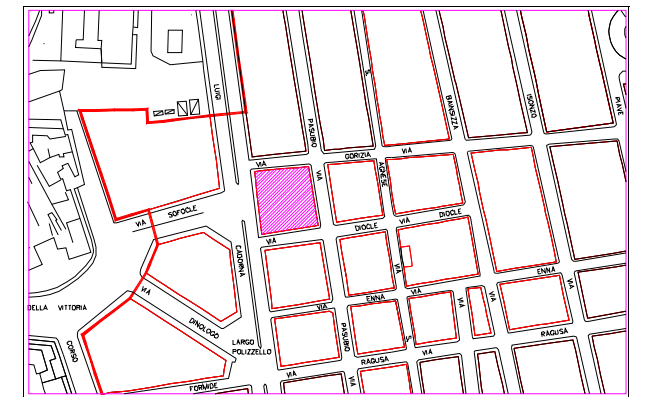 LUIGI
PASUBIO
S.
BAINSIZZA
ISONZO
PIAVE
VIA
GORIZIA
VIA
VIA
AGNESE
VIA
SOFOCLE
VIA
DIOCLE
DIOCLE
CADORNA
VIA
VIA
ENNA
ENNA
VIA
VIA
VIA
VIA
DELLA VITTORIA
VIA
DINOLOGO
LARGO
POLIZZELLO
PASUBIO
S.
VIA
RAGUSA
RAGUSA
CORSO
FORMIDE
VIA
VIA